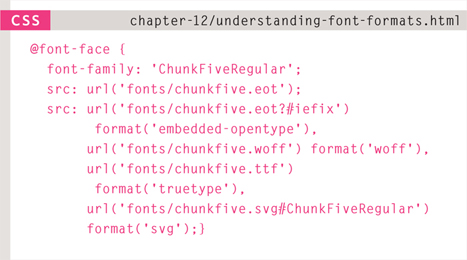 CSS chapter-12/understanding-font-formats.html
@font-face {
font-family: 'ChunkFiveRegular';
src: url('fonts/chunkfive.eot');
src: url('fonts/chunkfive.eot?#iefix')
format('embedded-opentype'),
url('fonts/chunkfive.woff') format('woff'),
url('fonts/chunkfive.ttf')
format('truetype'),
url('fonts/chunkfive.svg#ChunkFiveRegular')
format('svg');}